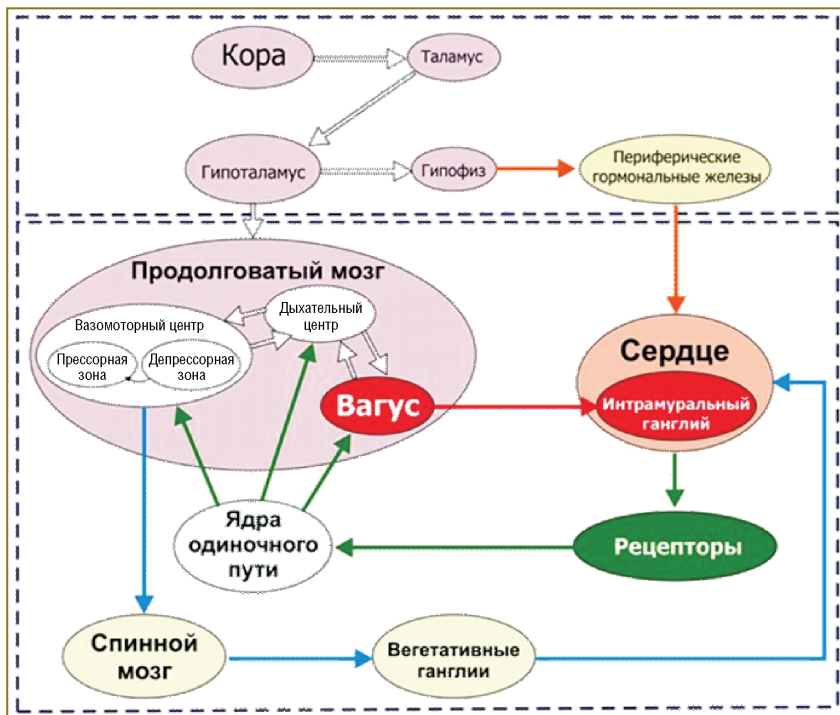 Кора
Таламус
Гипоталамус
Гипофиз
Периферические
гормональные железы
Продолговатый мозг
Дыхательный
центр
Вазомоторный центр
Прессорная
зона
Депрессорная
зона
Вагус
Сердце
Интрамуральный
ганглий
Ядра
одиночного
пути
Рецепторы
Спинной
мозг
Вегетативные
ганглии